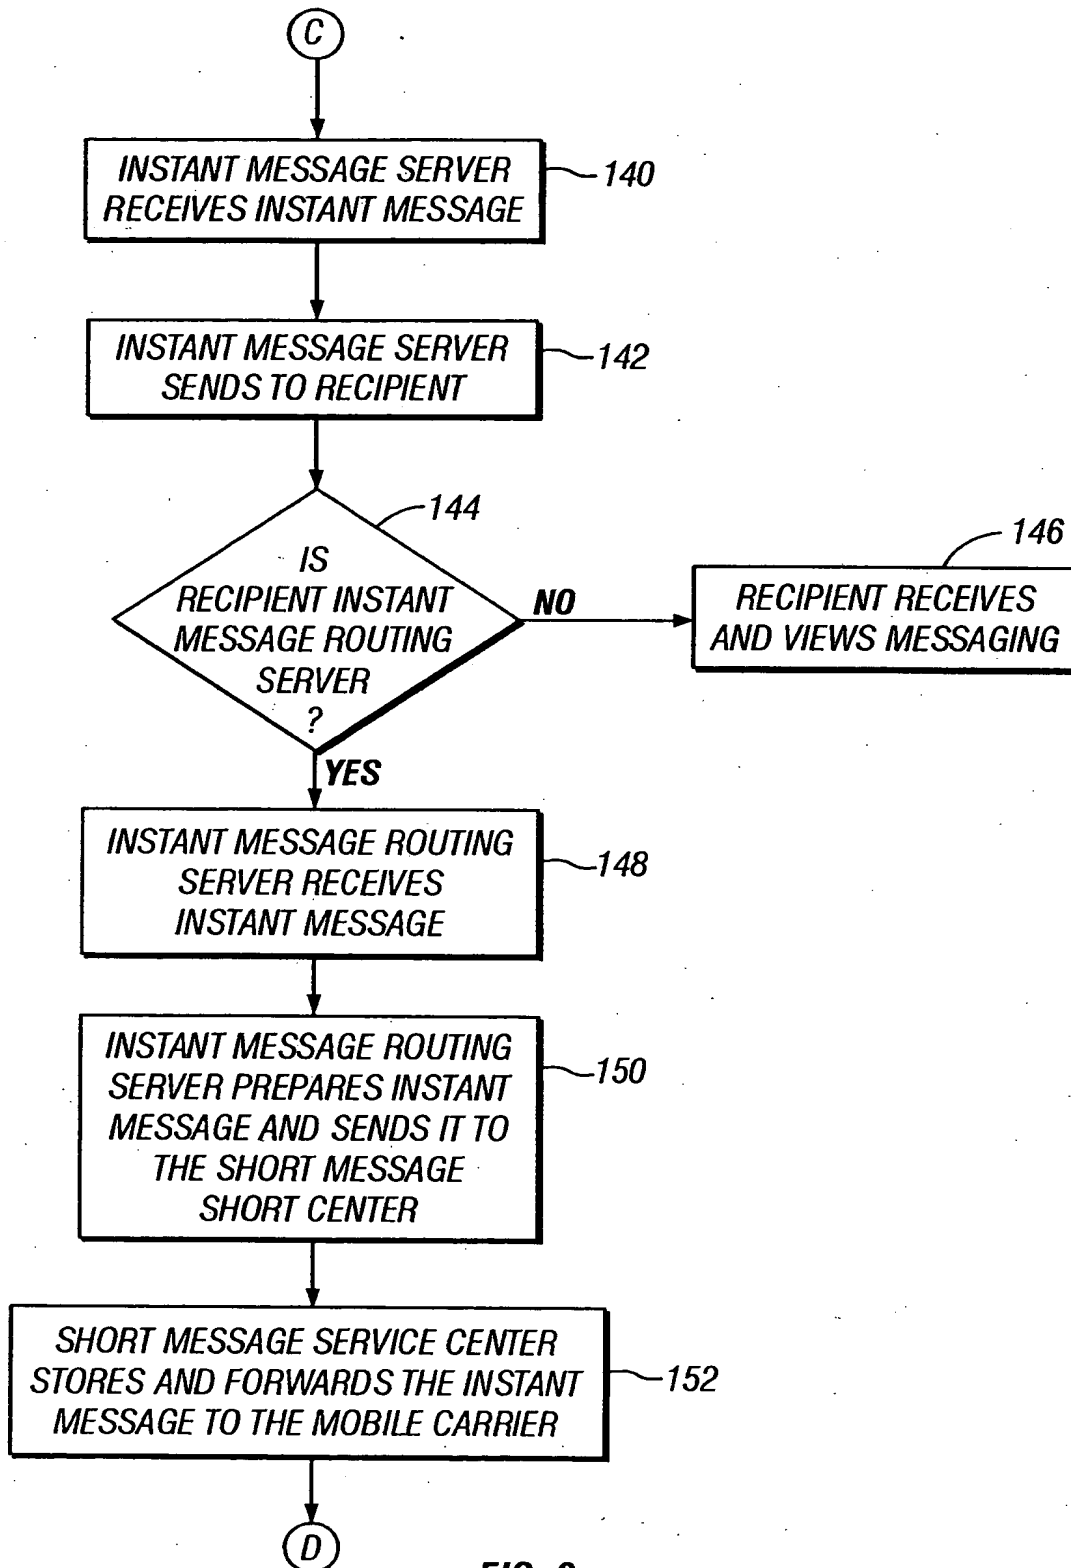 C
INSTANT MESSAGE SERVER
RECEIVES INSTANT MESSAGE
140
INSTANT MESSAGE SERVER
SENDS TO RECIPIENT
142
144
IS
RECIPIENT INSTANT
MESSAGE ROUTING
SERVER
?
NO
146
RECIPIENT RECEIVES
AND VIEWS MESSAGING
YES
INSTANT MESSAGE ROUTING
SERVER RECEIVES
INSTANT MESSAGE
148
INSTANT MESSAGE ROUTING
SERVER PREPARES INSTANT
MESSAGE AND SENDS IT TO
THE SHORT MESSAGE
SHORT CENTER
150
SHORT MESSAGE SERVICE CENTER
STORES AND FORWARDS THE INSTANT
MESSAGE TO THE MOBILE CARRIER
152
D